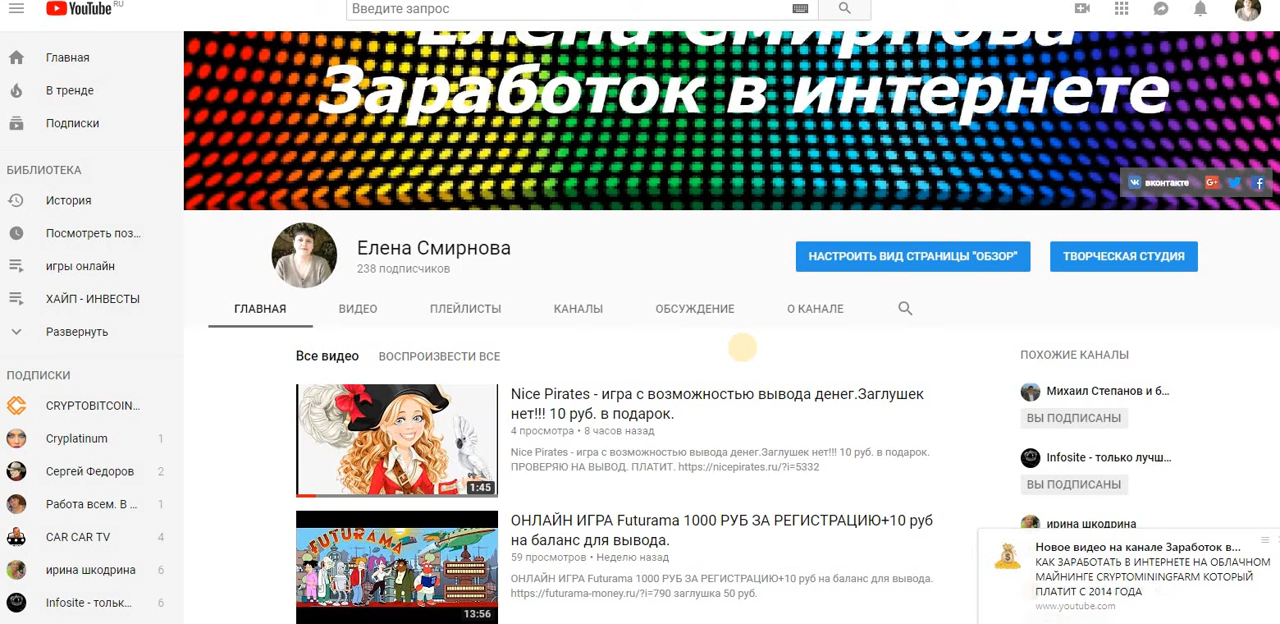 YouTube RU
Введите запрос
Главная
В тренде
Подписки
БИБЛИОТЕКА
История
Посмотреть поз...
игры онлайн
ХАЙП - ИНВЕСТЫ
Развернуть
ПОДПИСКИ
CRYPTOBITCOIN...
Cryplatinum 1
Сергей Федоров 2
Работа всем. В ... 1
CAR CAR TV 4
ирина шкодрина 6
Infosite - тольк... 6
Елена Смирнова
Заработок в интернете
вконтакте
Елена Смирнова
238 подписчиков
НАСТРОИТЬ ВИД СТРАНИЦЫ "ОБЗОР"
ТВОРЧЕСКАЯ СТУДИЯ
ГЛАВНАЯ ВИДЕО ПЛЕЙЛИСТЫ КАНАЛЫ ОБСУЖДЕНИЕ О КАНАЛЕ
Все видео ВОСПРОИЗВЕСТИ ВСЕ
1:45
Nice Pirates - игра с возможностью вывода денег.Заглушек
нет!!! 10 руб. в подарок.
4 просмотра • 8 часов назад
Nice Pirates - игра с возможностью вывода денег.Заглушек нет!!! 10 руб. в подарок.
ПРОВЕРЯЮ НА ВЫВОД. ПЛАТИТ. https://nicepirates.ru/?i=5332
FUTURAMA
13:56
ОНЛАЙН ИГРА Futurama 1000 РУБ ЗА РЕГИСТРАЦИЮ+10 руб
на баланс для вывода.
59 просмотров • Неделю назад
ОНЛАЙН ИГРА Futurama 1000 РУБ ЗА РЕГИСТРАЦИЮ+10 руб на баланс для вывода.
https://futurama-money.ru/?i=790 заглушка 50 руб.
ПОХОЖИЕ КАНАЛЫ
Михаил Степанов и б...
ВЫ ПОДПИСАНЫ
Infosite - только лучш...
ВЫ ПОДПИСАНЫ
ирина шкодрина
Новое видео на канале Заработок в...
КАК ЗАРАБОТАТЬ В ИНТЕРНЕТЕ НА ОБЛАЧНОМ
МАЙНИНГЕ CRYPTOMININGFARM КОТОРЫЙ
ПЛАТИТ С 2014 ГОДА
www.youtube.com